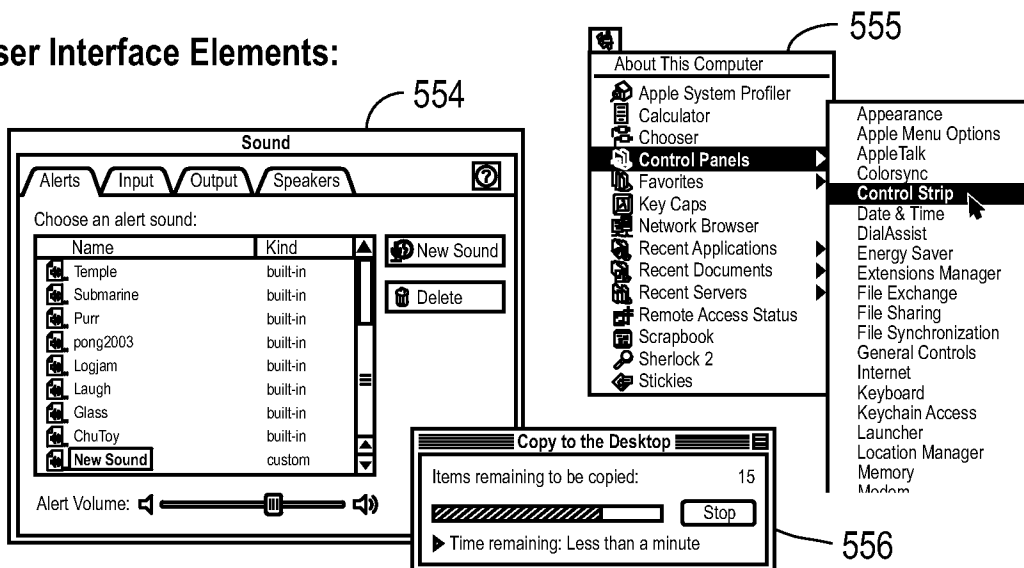 ser Interface Elements:
554
Sound
Alerts Input Output Speakers
Choose an alert sound:
Name Kind
Temple built-in
Submarine built-in
Purr built-in
pong2003 built-in
Logjam built-in
Laugh built-in
Glass built-in
ChuToy built-in
New Sound custom
New Sound
Delete
Alert Volume:
555
About This Computer
Apple System Profiler
Calculator
Chooser
Control Panels
Favorites
Key Caps
Network Browser
Recent Applications
Recent Documents
Recent Servers
Remote Access Status
Scrapbook
Sherlock 2
Stickies
Appearance
Apple Menu Options
AppleTalk
Colorsync
Control Strip
Date & Time
DialAssist
Energy Saver
Extensions Manager
File Exchange
File Sharing
File Synchronization
General Controls
Internet
Keyboard
Keychain Access
Launcher
Location Manager
Memory
Modem
Copy to the Desktop
Items remaining to be copied: 15
Stop
Time remaining: Less than a minute
556